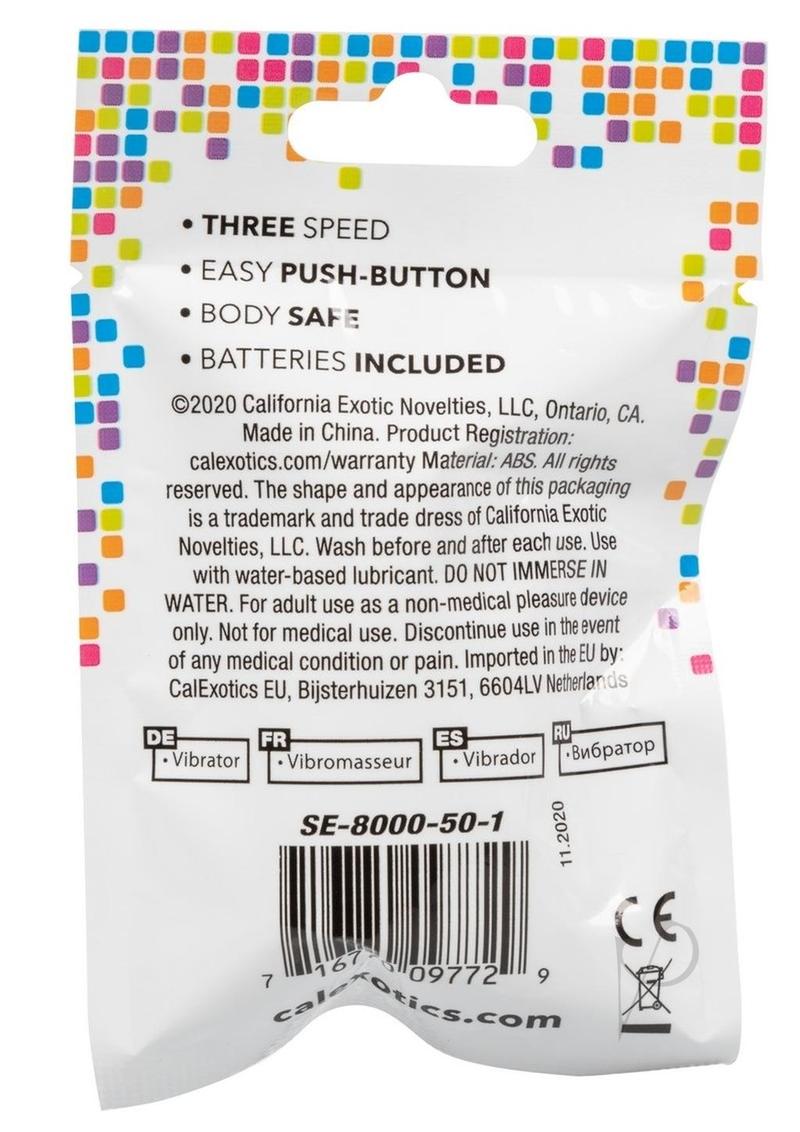 • THREE SPEED
• EASY PUSH-BUTTON
• BODY SAFE
• BATTERIES INCLUDED
©2020 California Exotic Novelties, LLC, Ontario, CA.
Made in China. Product Registration:
calexotics.com/warranty Material: ABS. All rights
reserved. The shape and appearance of this packaging
is a trademark and trade dress of California Exotic
Novelties, LLC. Wash before and after each use. Use
with water-based lubricant. DO NOT IMMERSE IN
WATER. For adult use as a non-medical pleasure device
only. Not for medical use. Discontinue use in the event
of any medical condition or pain. Imported in the EU by:
CalExotics EU, Bijsterhuizen 3151, 6604LV Netherlands
DE • Vibrator
FR • Vibromasseur
ES • Vibrador
RU • Вибратор
SE-8000-50-1
11.2020
7 09772 9
calexotics.com
CE